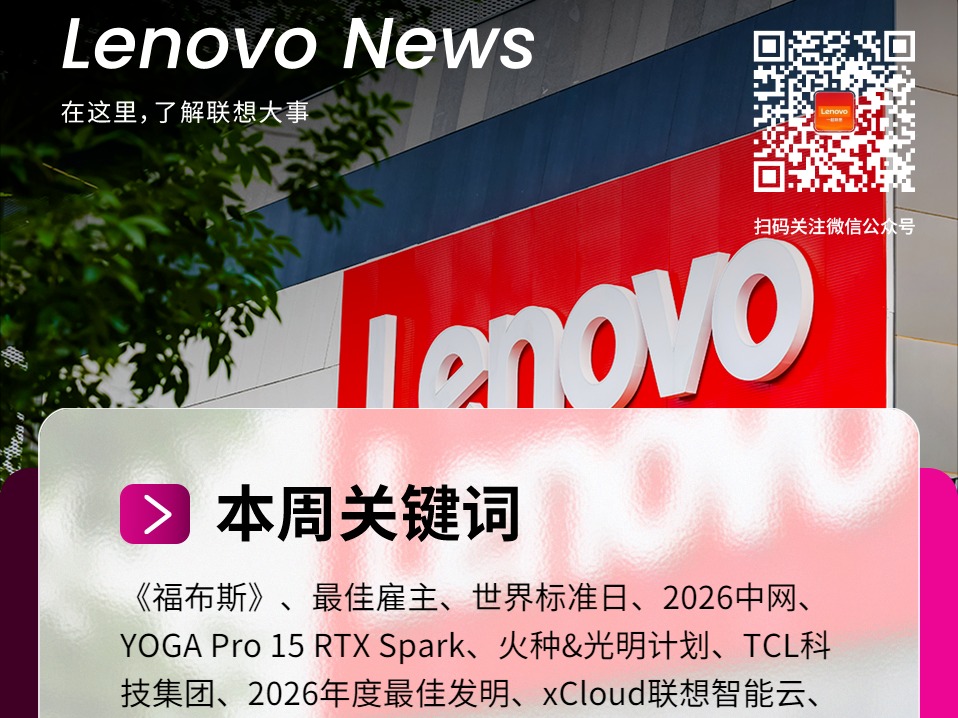 Lenovo News
在这里，了解联想大事
Lenovo
扫码关注微信公众号
Lenovo
本周关键词
《福布斯》、最佳雇主、世界标准日、2026中网、
YOGA Pro 15 RTX Spark、火种&光明计划、TCL科
技集团、2026年度最佳发明、xCloud联想智能云、